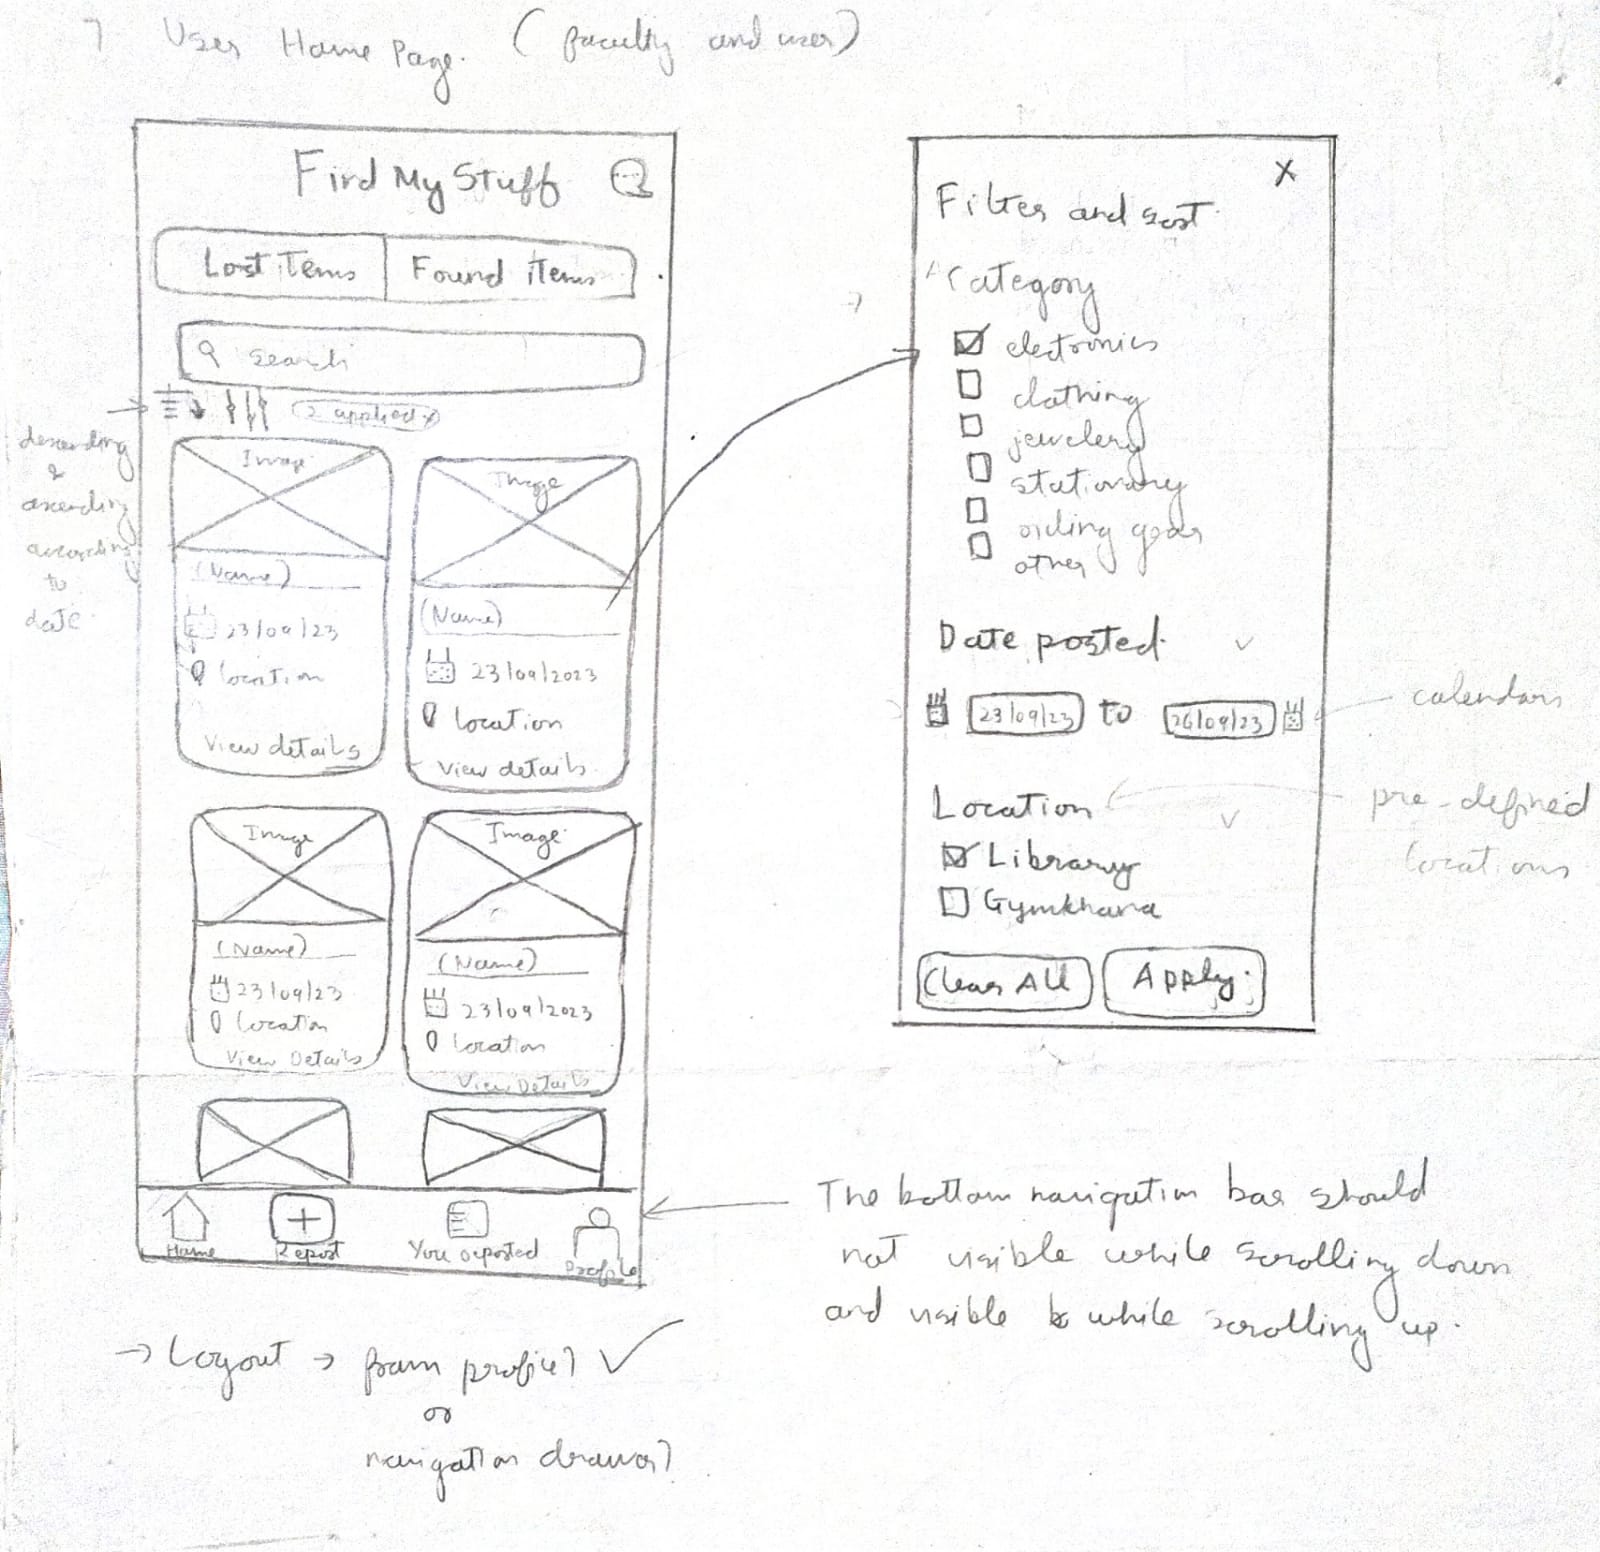 User Home Page. (faculty and user)
Find My Stuff
Lost Items
Found items
search
2 applied x
descending
&
ascending
according
to
date
Image
(Name)
23/09/23
location
View details
Image
(Name)
23/09/2023
location
View details
Image
(Name)
23/09/23
location
View Details
Image
(Name)
23/09/2023
location
View Details
Home
Report
You reported
Profile
X
Filter and sort
Category
electronics
clothing
jewelery
stationary
riding gear
other
Date posted
23/09/23 to 26/09/23
calendars
Location
pre-defined
locations
Library
Gymkhana
Clear All
Apply
The bottom navigation bar should
not visible while scrolling down
and visible while scrolling up.
→ Logout → from profile? ✓
or
navigation drawer?